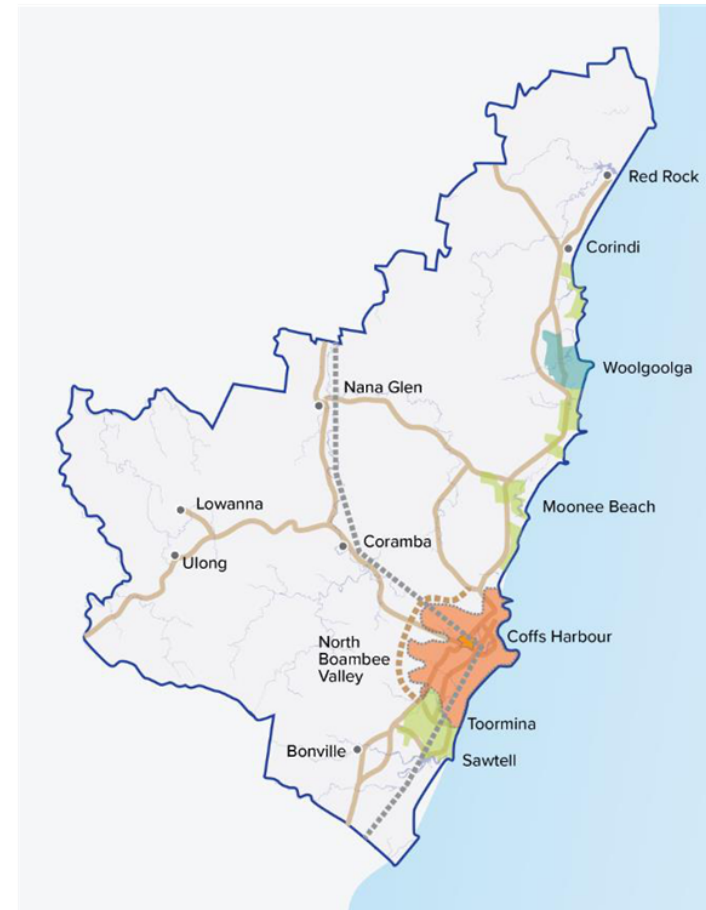 Red Rock
Corindi
Woolgoolga
Nana Glen
Lowanna
Moonee Beach
Coramba
Ulong
Coffs Harbour
North
Boambee
Valley
Toormina
Bonville
Sawtell